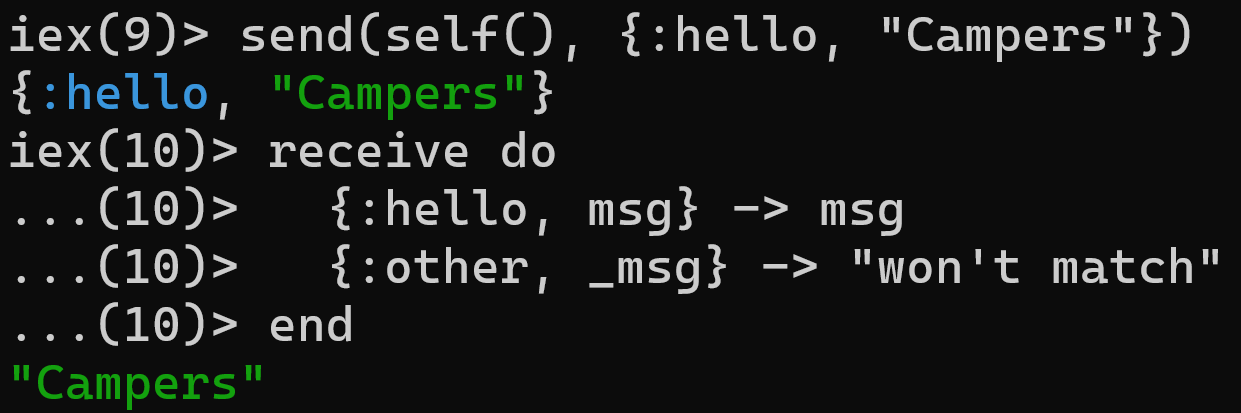 iex(9)> send(self(), {:hello, "Campers"})
{:hello, "Campers"}
iex(10)> receive do
...(10)>   {:hello, msg} -> msg
...(10)>   {:other, _msg} -> "won't match"
...(10)> end
"Campers"